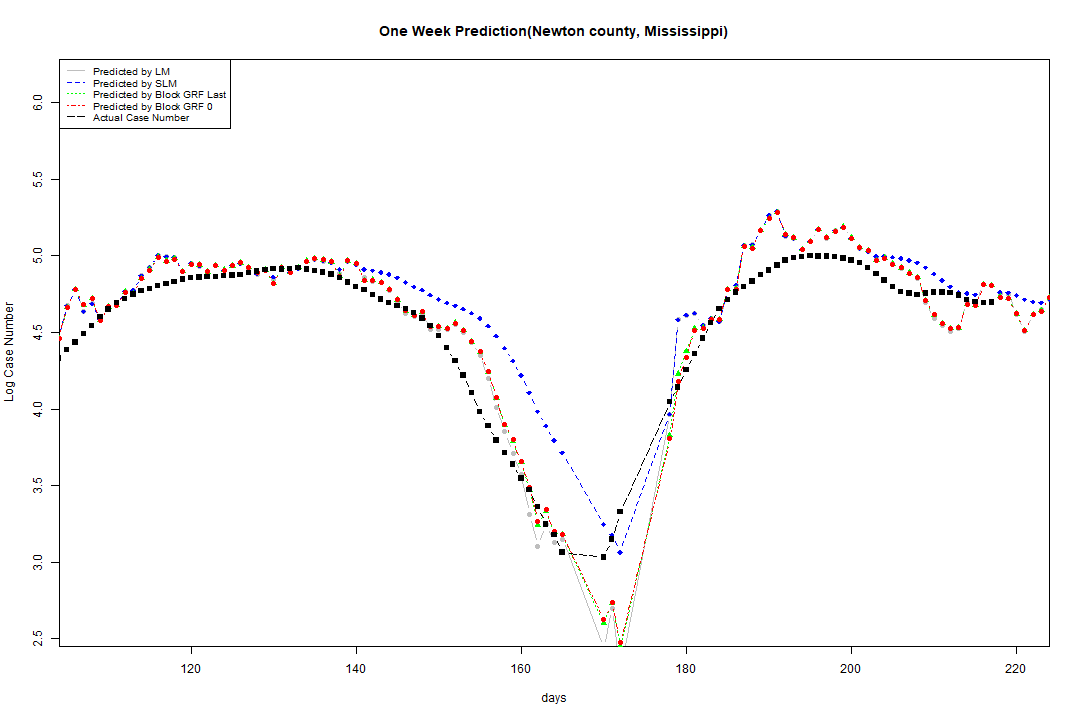 One Week Prediction(Newton county, Mississippi)
Predicted by LM
Predicted by SLM
Predicted by Block GRF Last
Predicted by Block GRF 0
Actual Case Number
6.0
5.5
5.0
4.5
4.0
3.5
3.0
2.5
Log Case Number
120 140 160 180 200 220
days